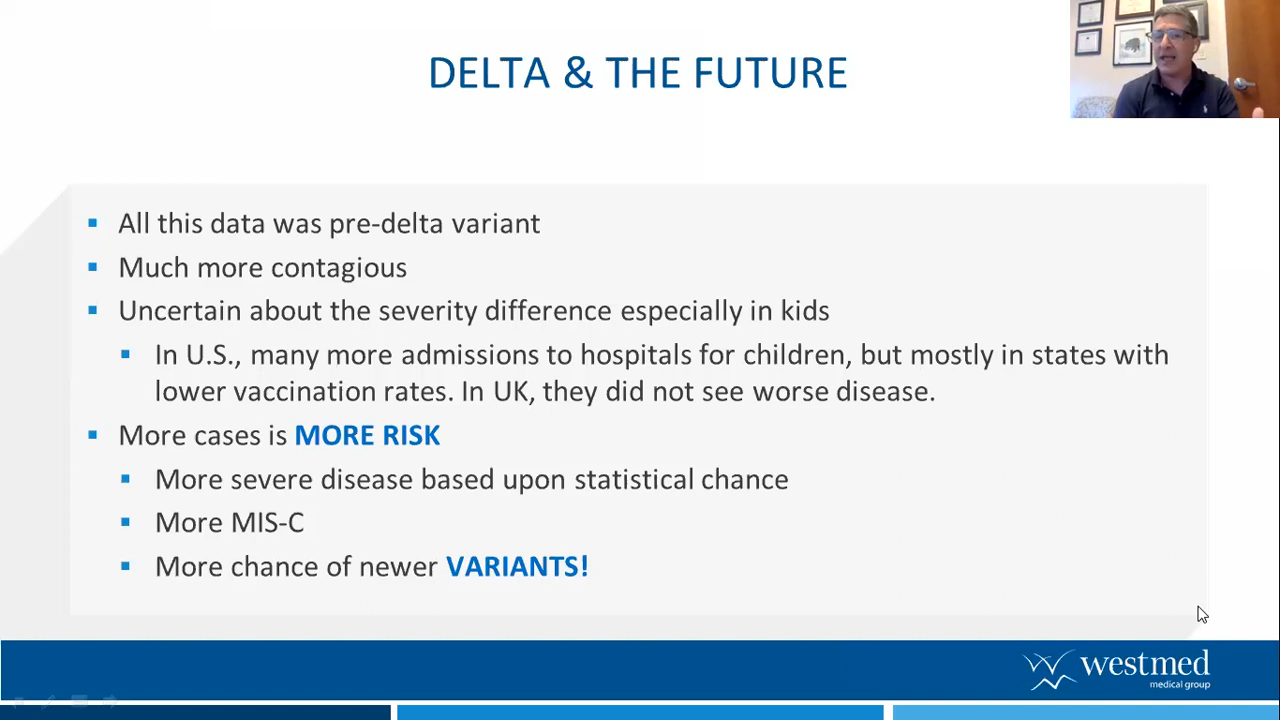 DELTA & THE FUTURE
All this data was pre-delta variant
Much more contagious
Uncertain about the severity difference especially in kids
In U.S., many more admissions to hospitals for children, but mostly in states with
lower vaccination rates. In UK, they did not see worse disease.
More cases is MORE RISK
More severe disease based upon statistical chance
More MIS-C
More chance of newer VARIANTS!
westmed
medical group